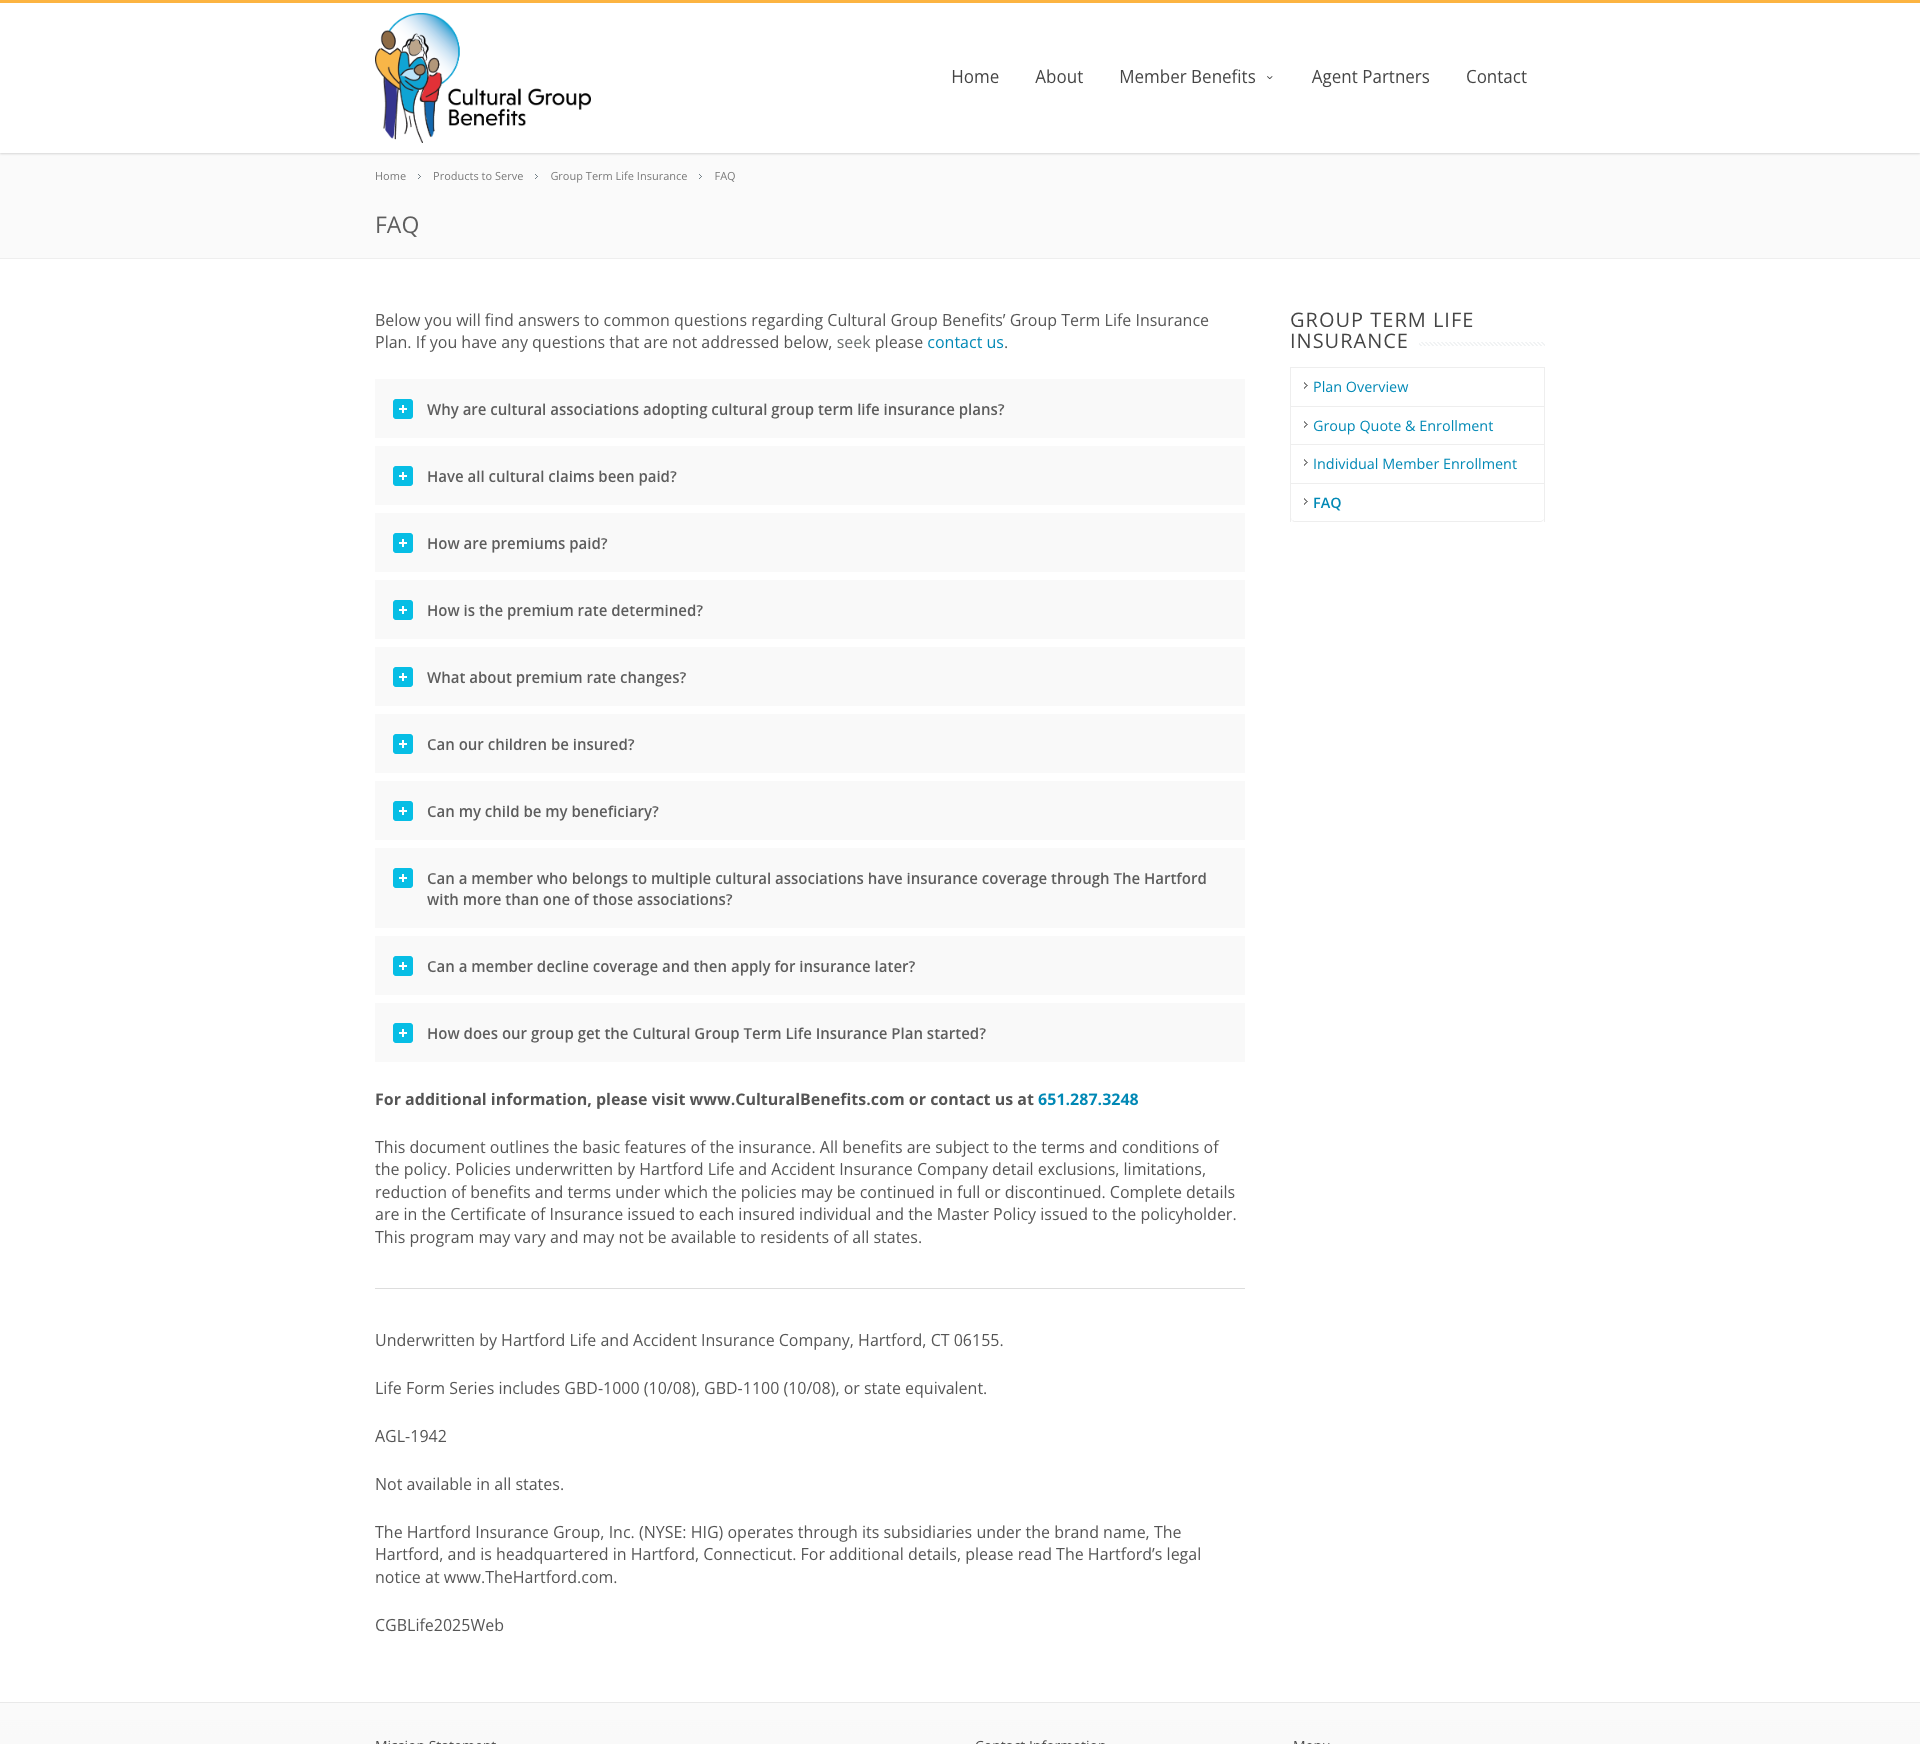 Cultural Group
Benefits
Home
About
Member Benefits
Agent Partners
Contact
Home > Products to Serve > Group Term Life Insurance > FAQ
FAQ
Below you will find answers to common questions regarding Cultural Group Benefits’ Group Term Life Insurance
Plan. If you have any questions that are not addressed below, seek please contact us.
Why are cultural associations adopting cultural group term life insurance plans?
Have all cultural claims been paid?
How are premiums paid?
How is the premium rate determined?
What about premium rate changes?
Can our children be insured?
Can my child be my beneficiary?
Can a member who belongs to multiple cultural associations have insurance coverage through The Hartford
with more than one of those associations?
Can a member decline coverage and then apply for insurance later?
How does our group get the Cultural Group Term Life Insurance Plan started?
For additional information, please visit www.CulturalBenefits.com or contact us at 651.287.3248
This document outlines the basic features of the insurance. All benefits are subject to the terms and conditions of
the policy. Policies underwritten by Hartford Life and Accident Insurance Company detail exclusions, limitations,
reduction of benefits and terms under which the policies may be continued in full or discontinued. Complete details
are in the Certificate of Insurance issued to each insured individual and the Master Policy issued to the policyholder.
This program may vary and may not be available to residents of all states.
Underwritten by Hartford Life and Accident Insurance Company, Hartford, CT 06155.
Life Form Series includes GBD-1000 (10/08), GBD-1100 (10/08), or state equivalent.
AGL-1942
Not available in all states.
The Hartford Insurance Group, Inc. (NYSE: HIG) operates through its subsidiaries under the brand name, The
Hartford, and is headquartered in Hartford, Connecticut. For additional details, please read The Hartford’s legal
notice at www.TheHartford.com.
CGBLife2025Web
GROUP TERM LIFE
INSURANCE
Plan Overview
Group Quote & Enrollment
Individual Member Enrollment
FAQ
Mission Statement
Contact Information
Menu